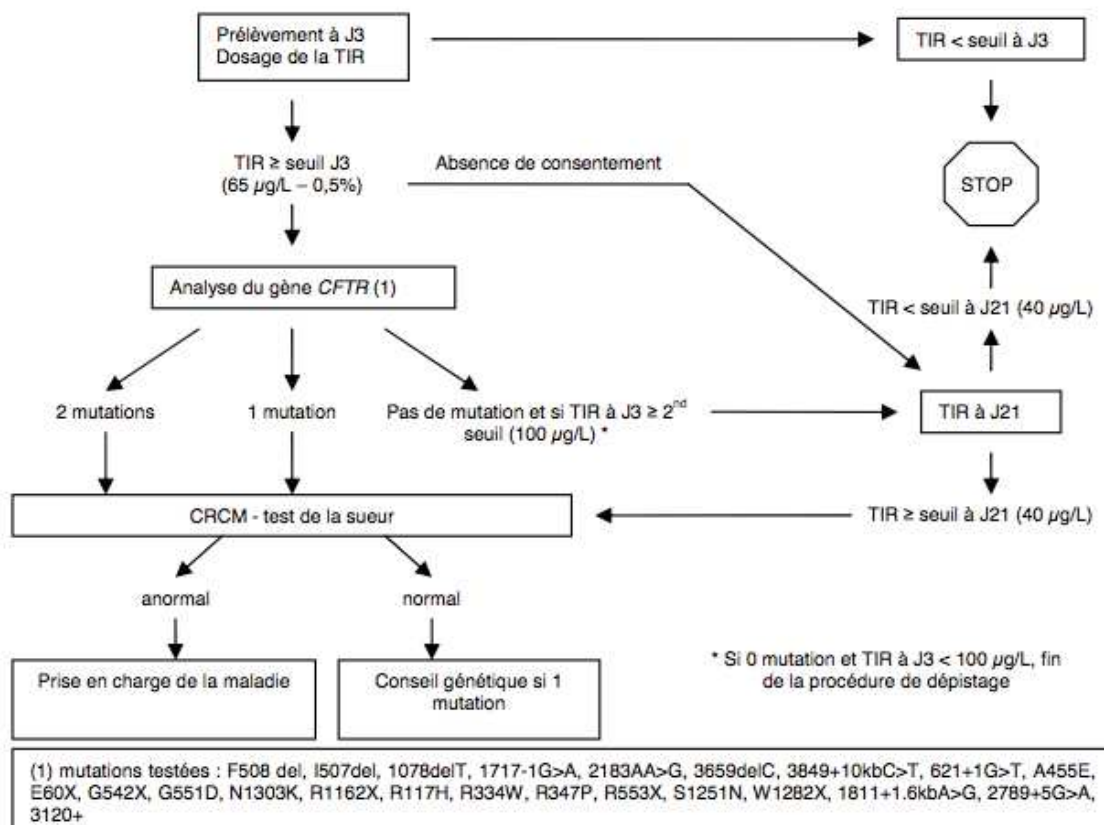 Prélèvement à J3
Dosage de la TIR
TIR < seuil à J3
TIR ≥ seuil J3
(65 µg/L – 0,5%)
Absence de consentement
STOP
Analyse du gène CFTR (1)
TIR < seuil à J21 (40 µg/L)
2 mutations
1 mutation
Pas de mutation et si TIR à J3 ≥ 2nd
seuil (100 µg/L) *
TIR à J21
CRCM - test de la sueur
TIR ≥ seuil à J21 (40 µg/L)
anormal
normal
Prise en charge de la maladie
Conseil génétique si 1
mutation
* Si 0 mutation et TIR à J3 < 100 µg/L, fin
de la procédure de dépistage
(1) mutations testées : F508 del, I507del, 1078delT, 1717-1G>A, 2183AA>G, 3659delC, 3849+10kbC>T, 621+1G>T, A455E,
E60X, G542X, G551D, N1303K, R1162X, R117H, R334W, R347P, R553X, S1251N, W1282X, 1811+1.6kbA>G, 2789+5G>A,
3120+